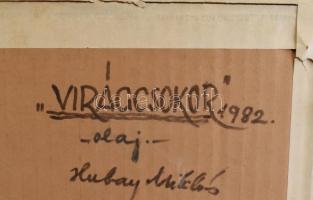 „VIRÁGCSOKOR” 1982.
-olaj.-
Hubay Miklós